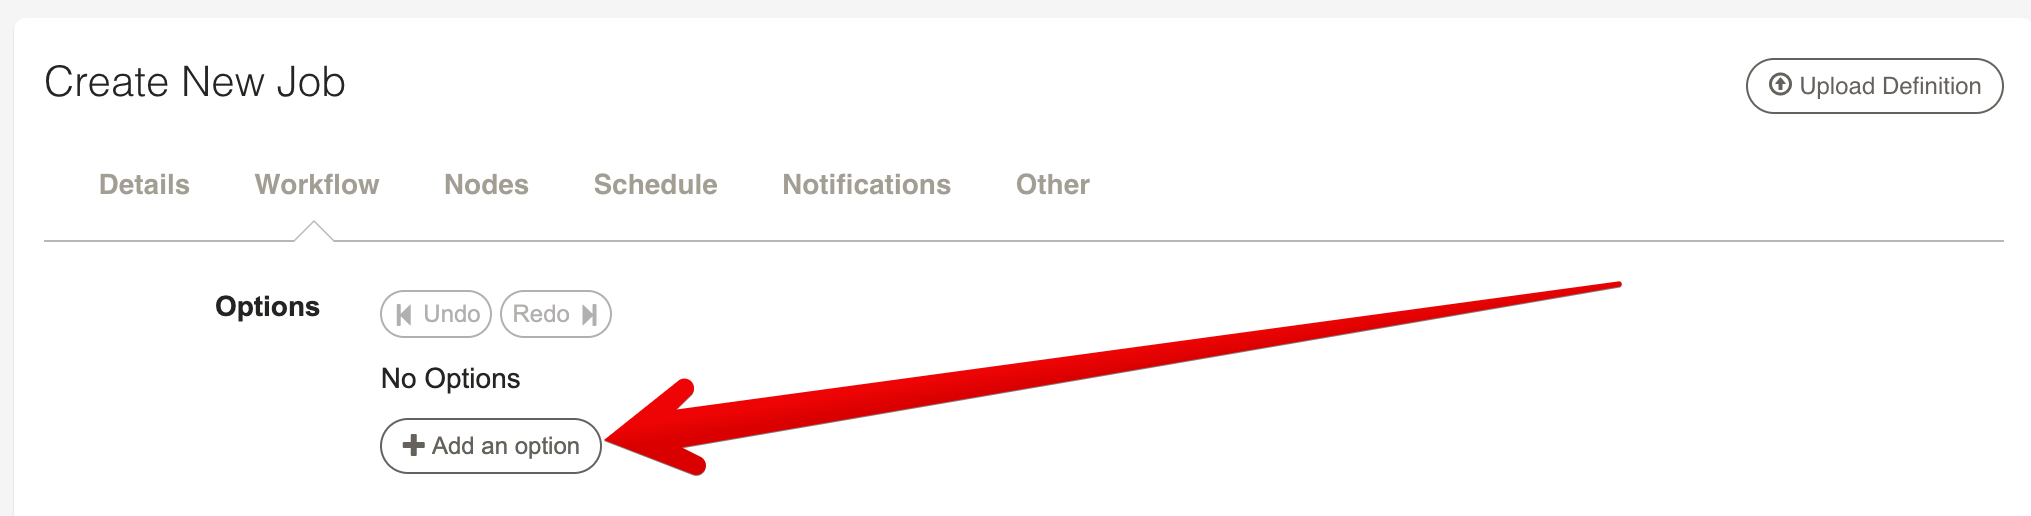 Create New Job
Upload Definition
Details Workflow Nodes Schedule Notifications Other
Options Undo Redo
No Options
Add an option